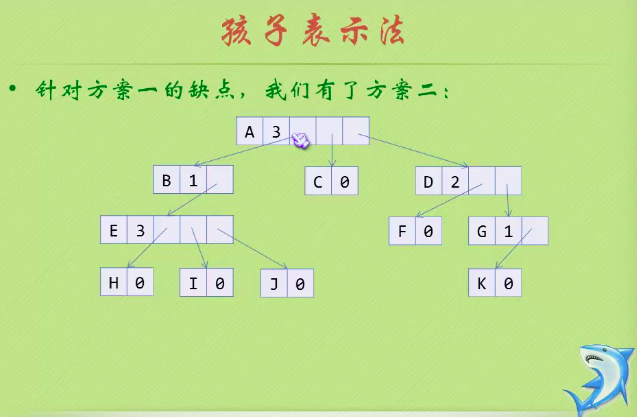 孩子表示法
• 针对方案一的缺点，我们有了方案二：
A 3
B 1
C 0
D 2
E 3
F 0
G 1
H 0
I 0
J 0
K 0